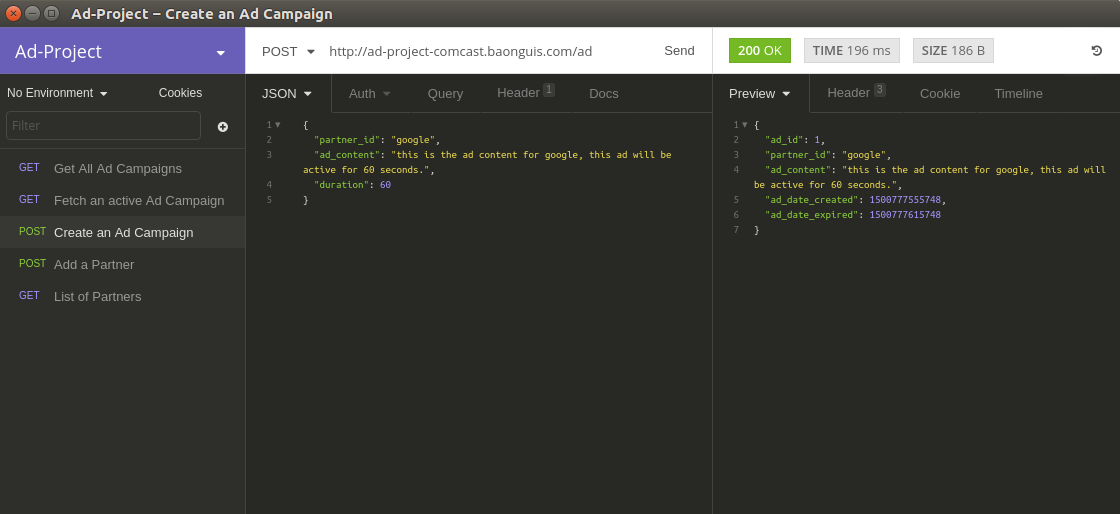 Ad-Project – Create an Ad Campaign
Ad-Project
POST http://ad-project-comcast.baonguis.com/ad Send
200 OK TIME 196 ms SIZE 186 B
No Environment Cookies
Filter
GET Get All Ad Campaigns
GET Fetch an active Ad Campaign
POST Create an Ad Campaign
POST Add a Partner
GET List of Partners
JSON Auth Query Header 1 Docs
1 {
2 "partner_id": "google",
3 "ad_content": "this is the ad content for google, this ad will be
active for 60 seconds.",
4 "duration": 60
5 }
Preview Header 3 Cookie Timeline
1 {
2 "ad_id": 1,
3 "partner_id": "google",
4 "ad_content": "this is the ad content for google, this ad will
be active for 60 seconds.",
5 "ad_date_created": 1500777555748,
6 "ad_date_expired": 1500777615748
7 }